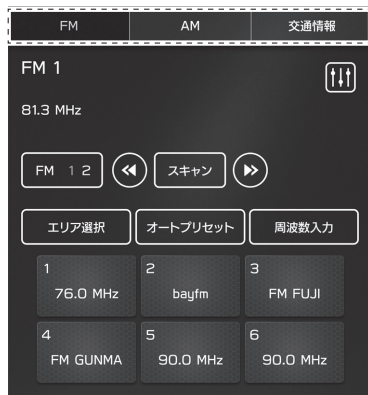 FM AM 交通情報
FM 1
81.3 MHz
FM 1 2 スキャン
エリア選択 オートプリセット 周波数入力
1 2 3
76.0 MHz bayfm FM FUJI
4 5 6
FM GUNMA 90.0 MHz 90.0 MHz